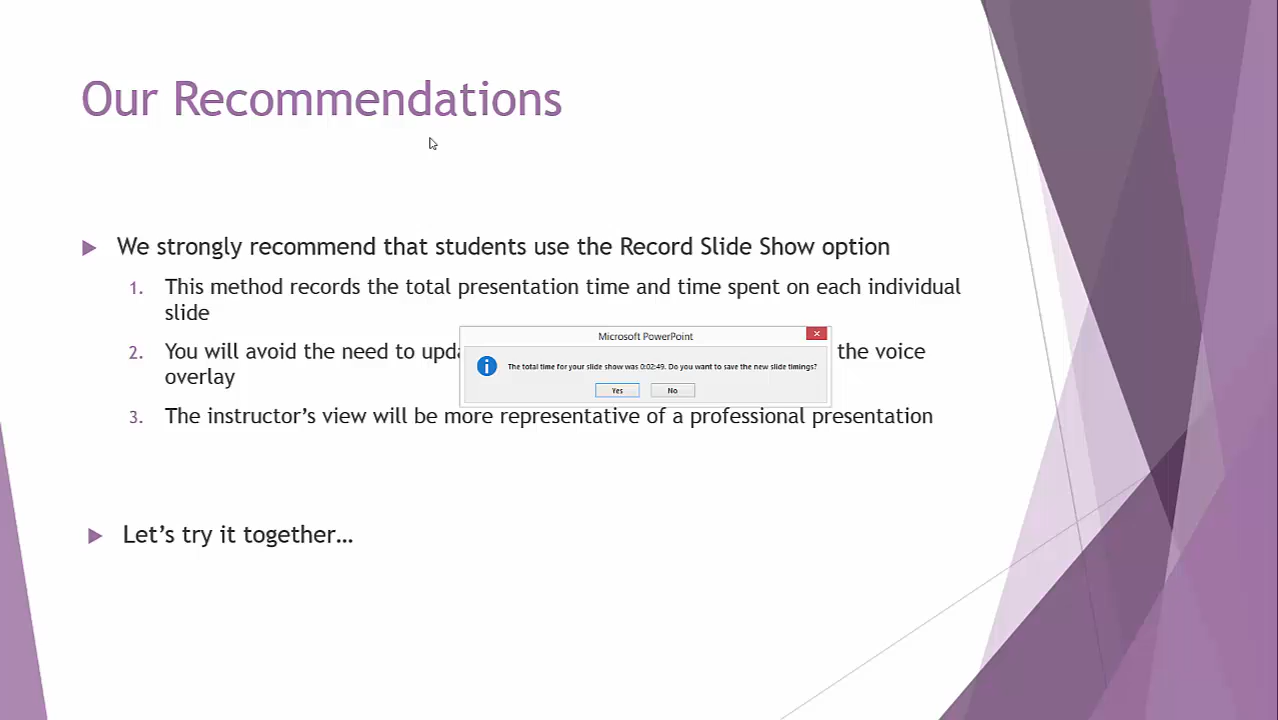 Our Recommendations
We strongly recommend that students use the Record Slide Show option
1. This method records the total presentation time and time spent on each individual
slide
2. You will avoid the need to upda the voice
overlay
3. The instructor's view will be more representative of a professional presentation
Microsoft PowerPoint
The total time for your slide show was 0:02:49. Do you want to save the new slide timings?
Yes No
Let's try it together…